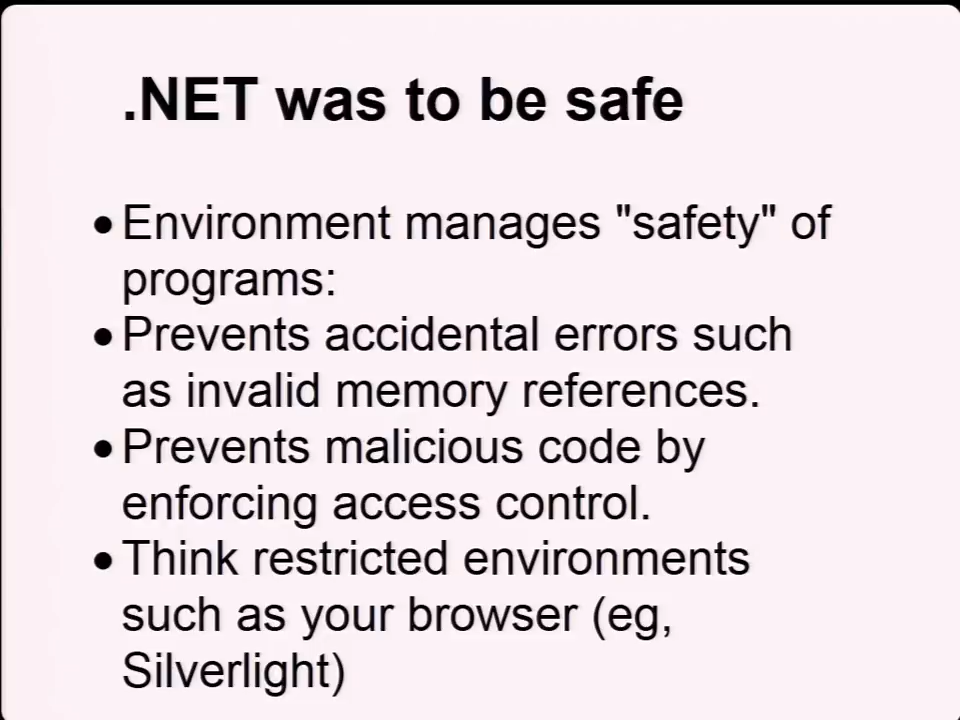 .NET was to be safe
•Environment manages "safety" of
programs:
•Prevents accidental errors such
as invalid memory references.
•Prevents malicious code by
enforcing access control.
•Think restricted environments
such as your browser (eg,
Silverlight)